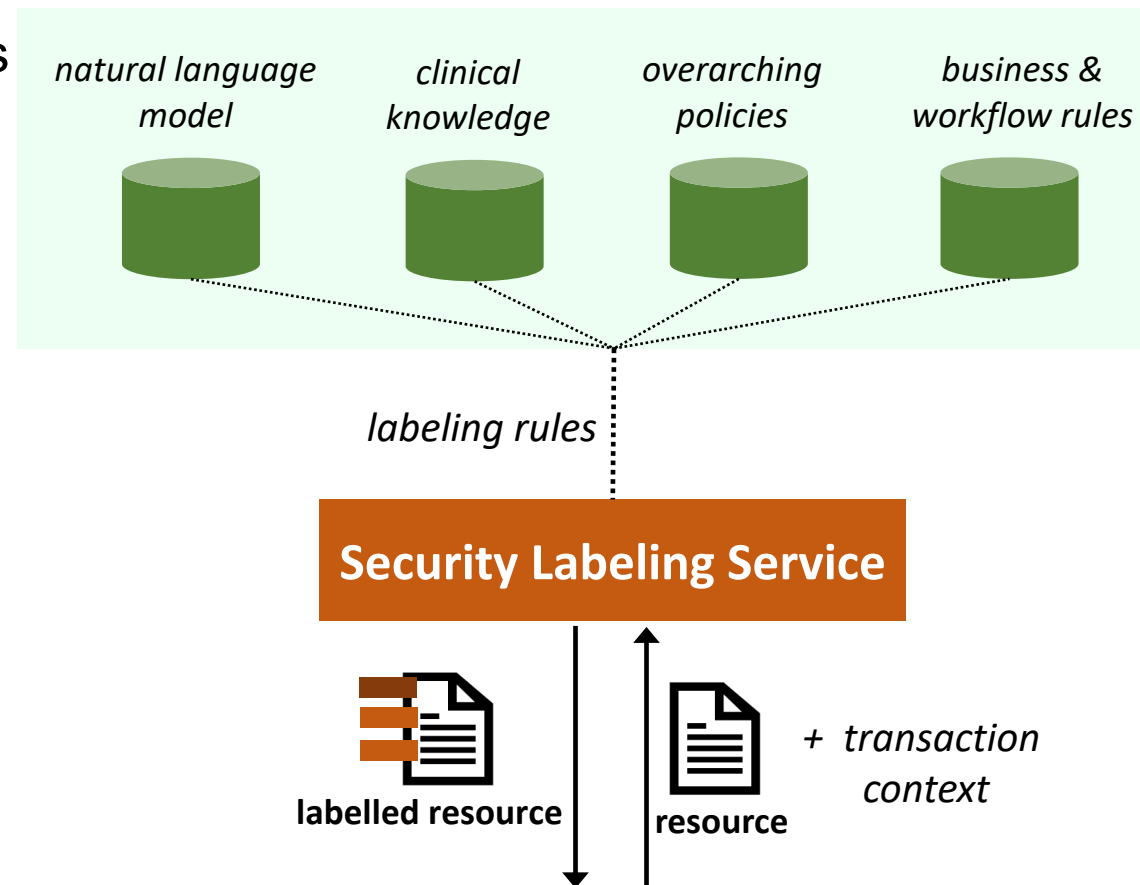 s
natural language
model
clinical
knowledge
overarching
policies
business &
workflow rules
labeling rules
Security Labeling Service
labelled resource
resource
+ transaction
context